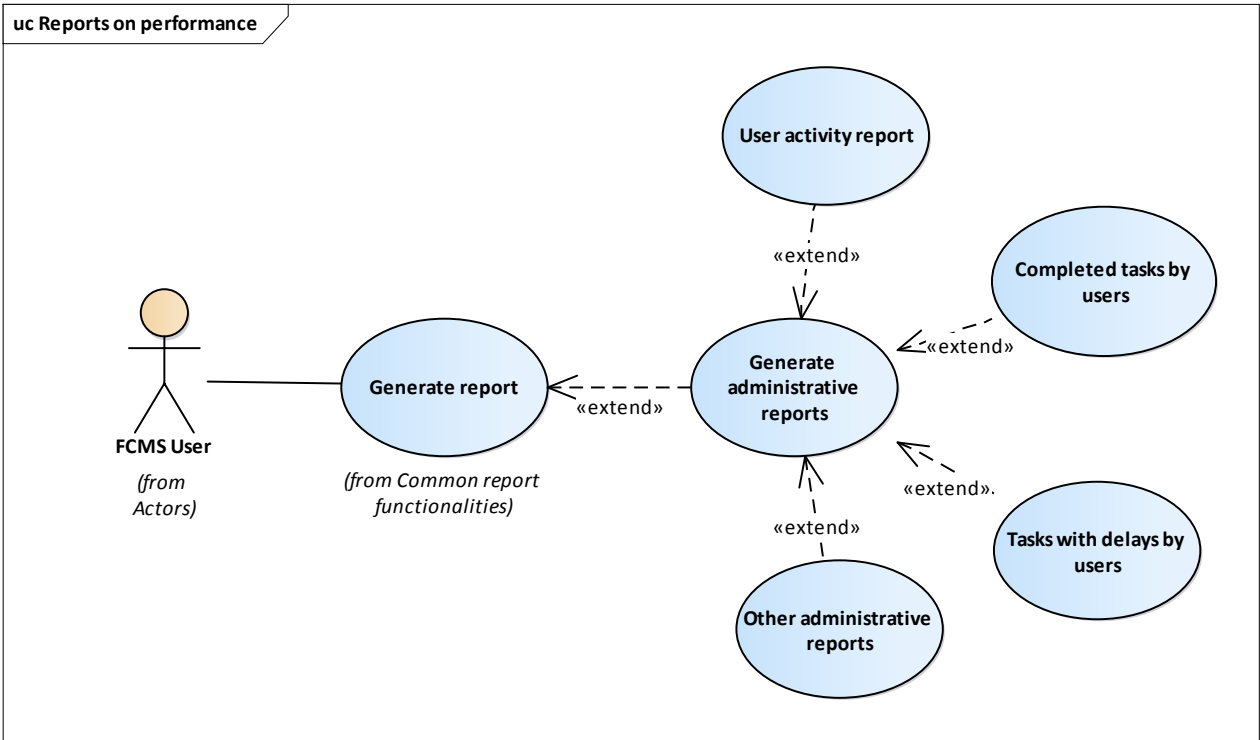 uc Reports on performance
User activity report
«extend»
Completed tasks by
users
«extend»
Generate
administrative
reports
Generate report
«extend»
FCMS User
(from
Actors)
(from Common report
functionalities)
«extend».
«extend»
Tasks with delays by
users
Other administrative
reports